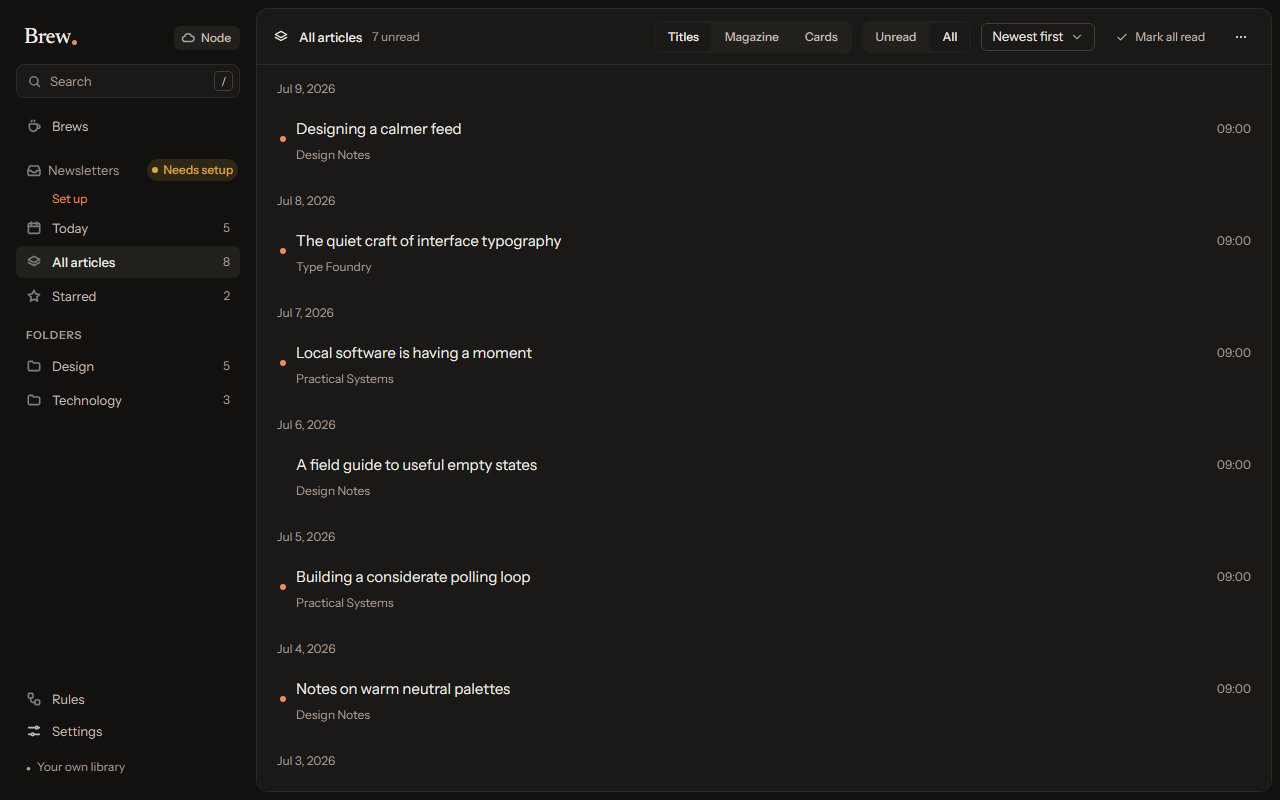 Brew.
Node
Search /
Brews
Newsletters Needs setup
Set up
Today 5
All articles 8
Starred 2
FOLDERS
Design 5
Technology 3
Rules
Settings
Your own library
All articles 7 unread Titles Magazine Cards Unread All Newest first Mark all read
Jul 9, 2026
Designing a calmer feed 09:00
Design Notes
Jul 8, 2026
The quiet craft of interface typography 09:00
Type Foundry
Jul 7, 2026
Local software is having a moment 09:00
Practical Systems
Jul 6, 2026
A field guide to useful empty states 09:00
Design Notes
Jul 5, 2026
Building a considerate polling loop 09:00
Practical Systems
Jul 4, 2026
Notes on warm neutral palettes 09:00
Design Notes
Jul 3, 2026